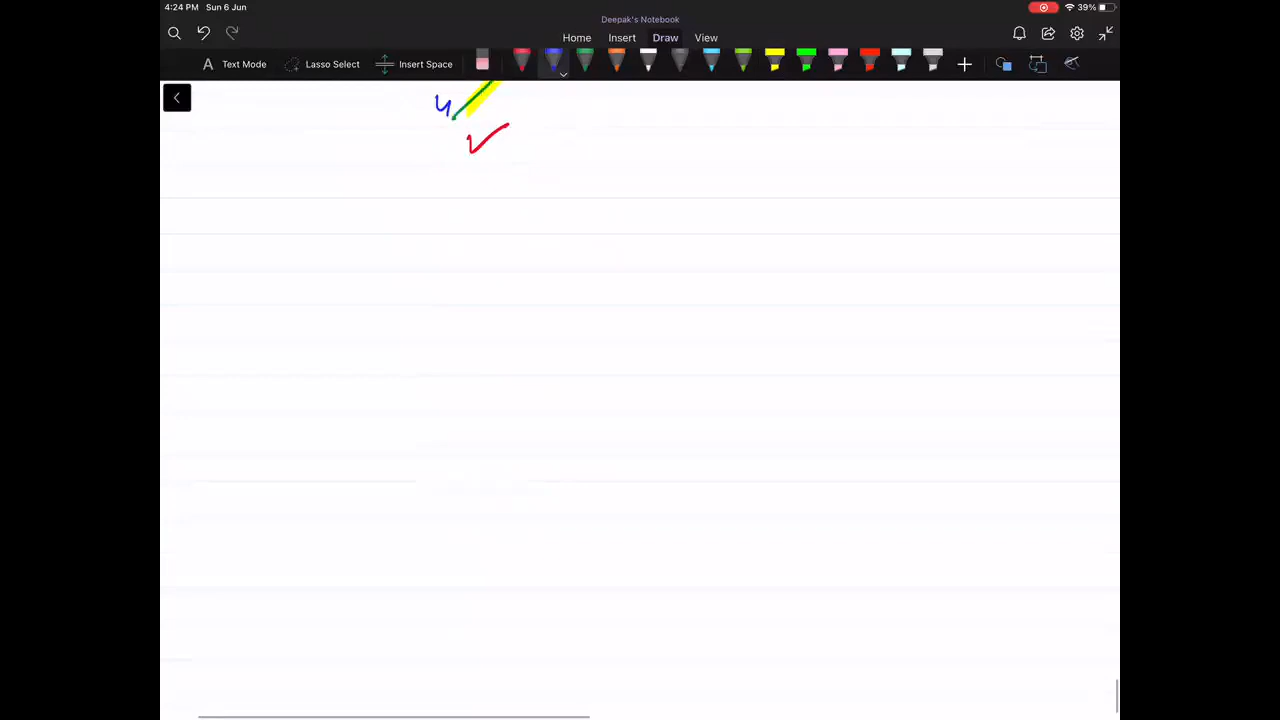 4:24 PM Sun 6 Jun
39%
Deepak's Notebook
Home Insert Draw View
Text Mode Lasso Select Insert Space
4